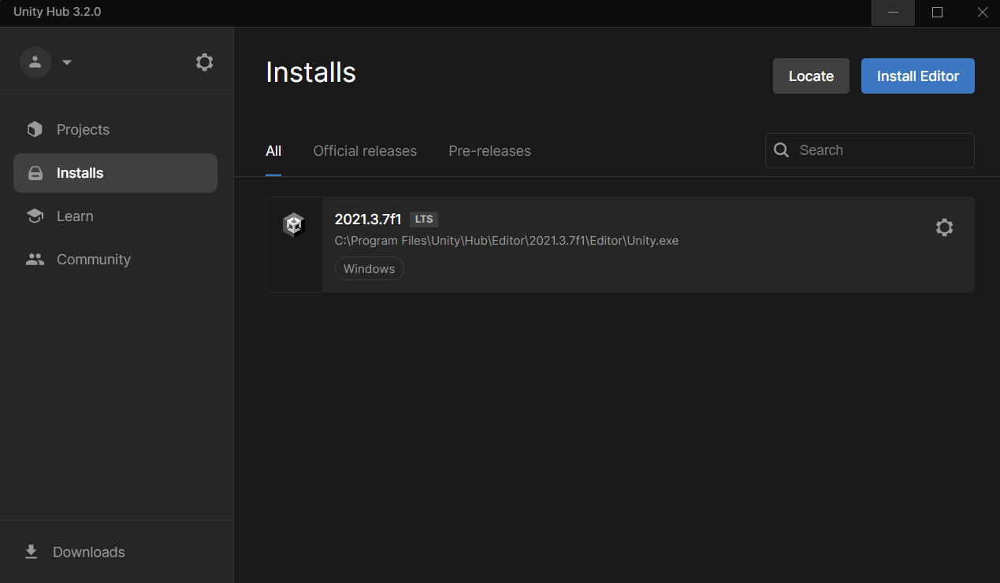 Unity Hub 3.2.0
Projects
Installs
Learn
Community
Downloads
Installs
Locate
Install Editor
All
Official releases
Pre-releases
Search
2021.3.7f1 LTS
C:\Program Files\Unity\Hub\Editor\2021.3.7f1\Editor\Unity.exe
Windows